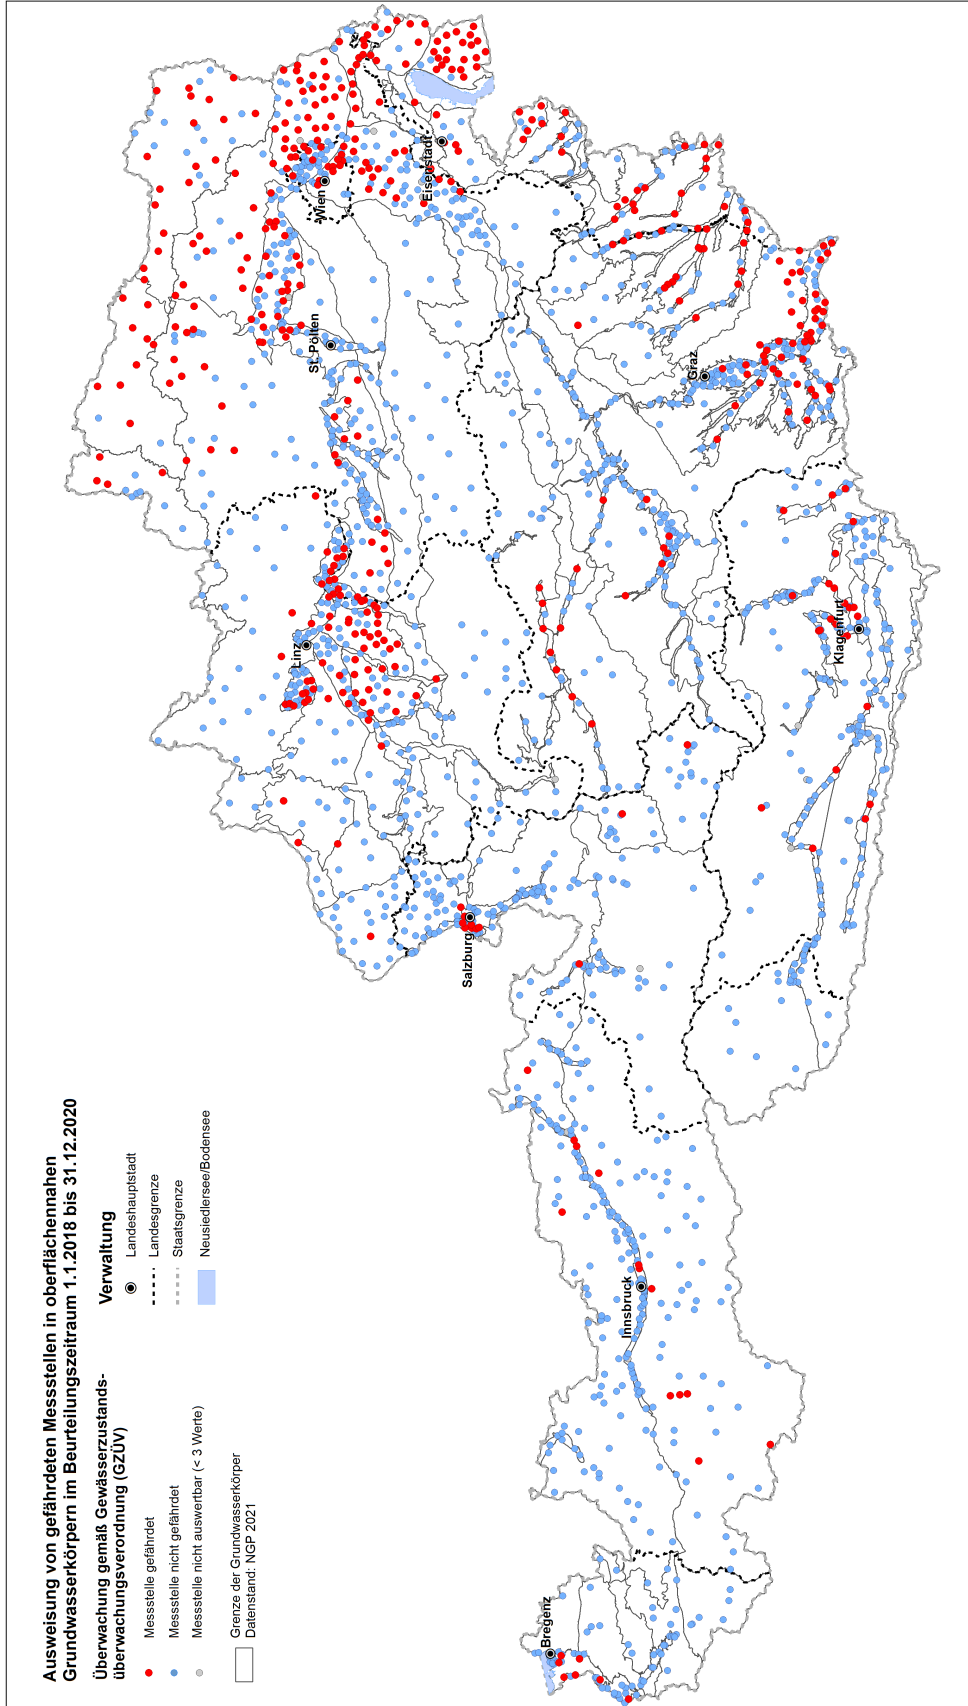 Ausweisung von gefährdeten Messstellen in oberflächennahen
Grundwasserkörpern im Beurteilungszeitraum 1.1.2018 bis 31.12.2020
Überwachung gemäß Gewässerzustands-
überwachungsverordnung (GZÜV)
Messstelle gefährdet
Messstelle nicht gefährdet
Messstelle nicht auswertbar (< 3 Werte)
Grenze der Grundwasserkörper
Datenstand: NGP 2021
Verwaltung
Landeshauptstadt
Landesgrenze
Staatsgrenze
Neusiedlersee/Bodensee
Bregenz
Innsbruck
Salzburg
Linz
St. Pölten
Wien
Eisenstadt
Graz
Klagenfurt